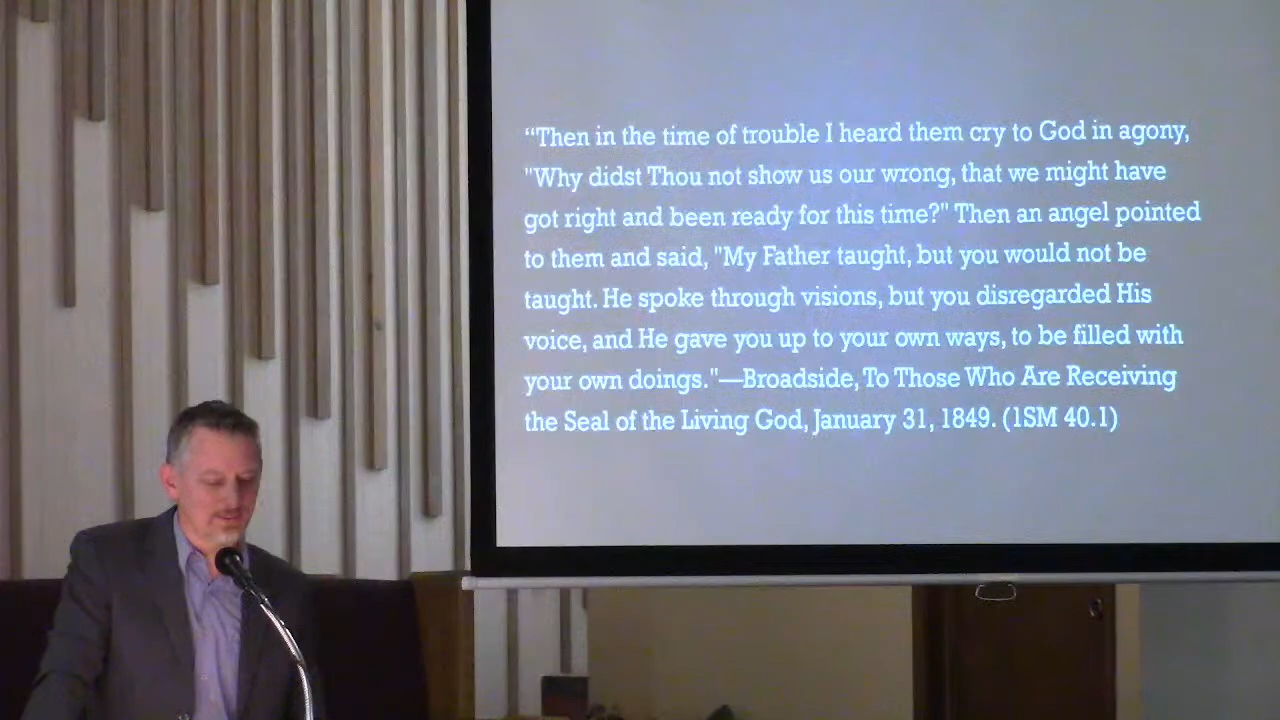 “Then in the time of trouble I heard them cry to God in agony,
"Why didst Thou not show us our wrong, that we might have
got right and been ready for this time?" Then an angel pointed
to them and said, "My Father taught, but you would not be
taught. He spoke through visions, but you disregarded His
voice, and He gave you up to your own ways, to be filled with
your own doings."—Broadside, To Those Who Are Receiving
the Seal of the Living God, January 31, 1849. (1SM 40.1)